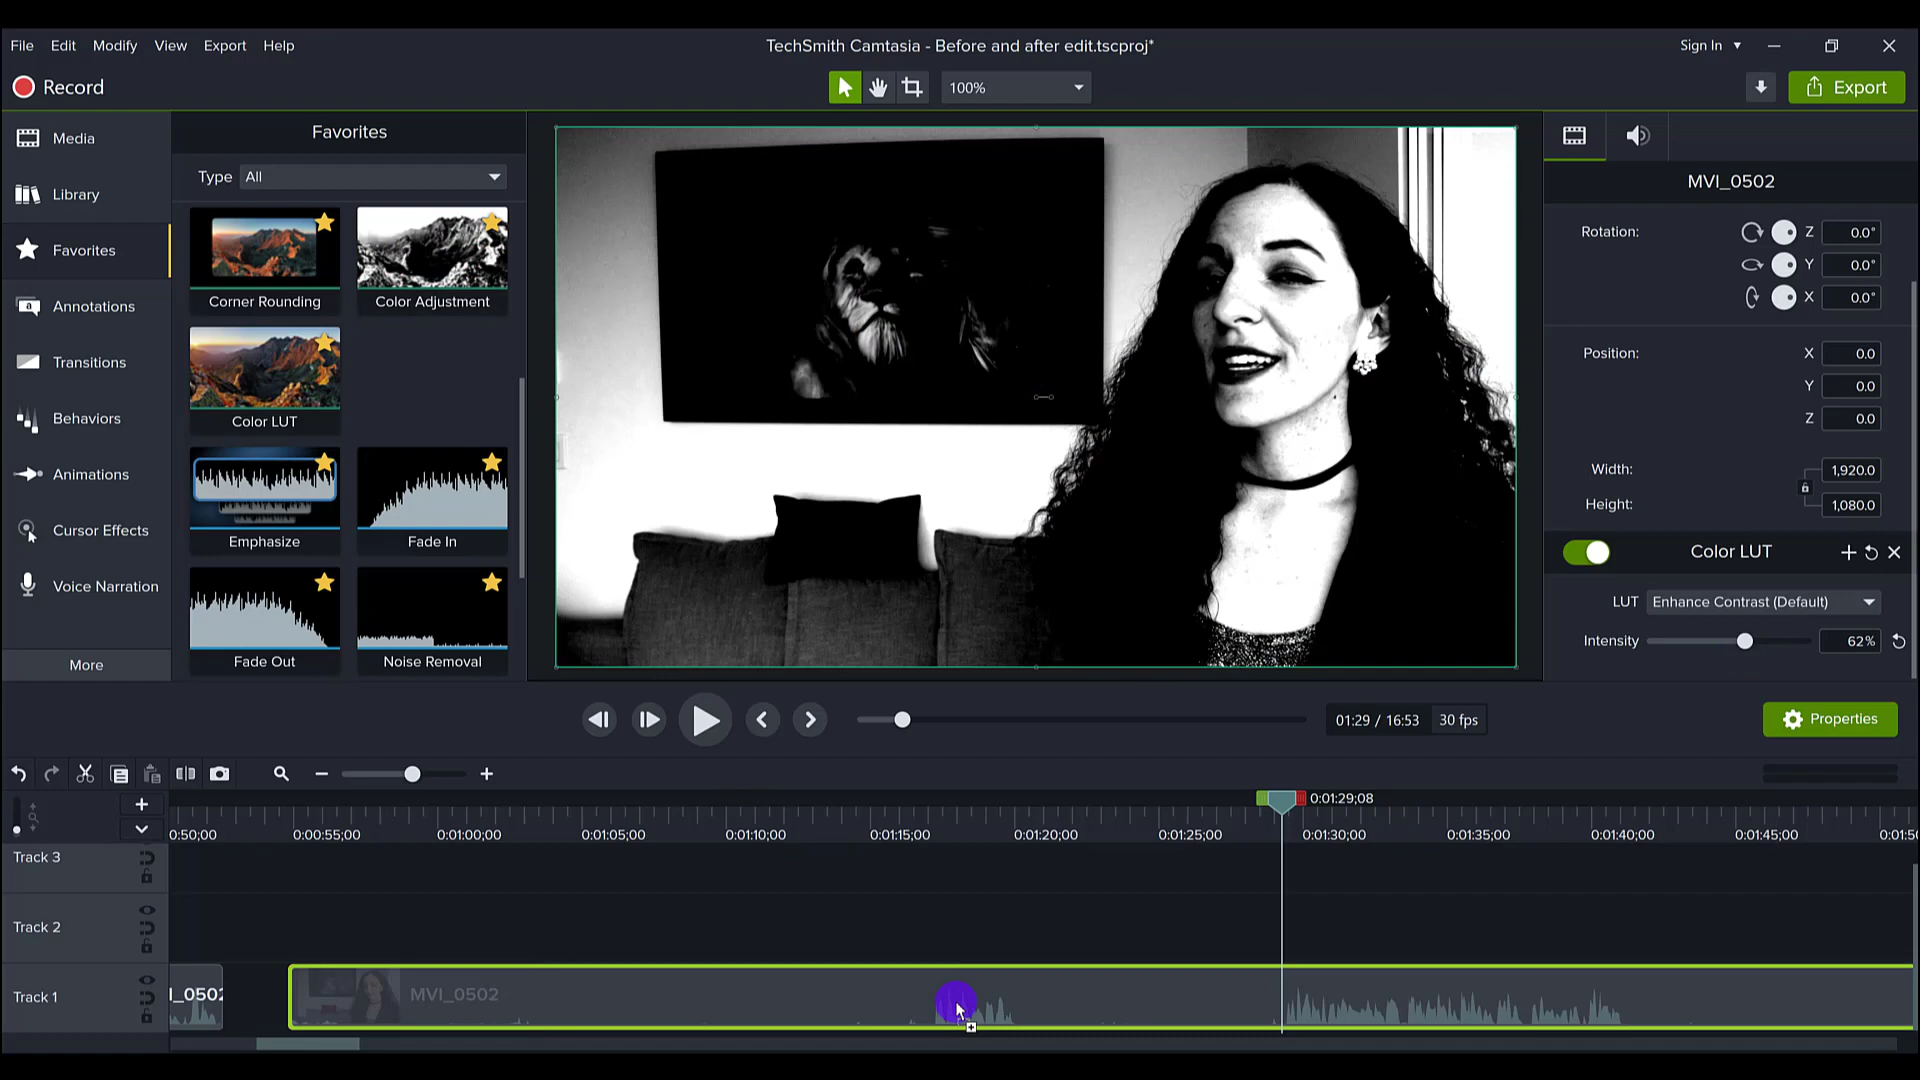 File Edit Modify View Export Help
TechSmith Camtasia - Before and after edit.tscproj*
Sign In
Record
100%
Export
Media
Library
Favorites
Annotations
Transitions
Behaviors
Animations
Cursor Effects
Voice Narration
More
Favorites
Type All
Corner Rounding
Color Adjustment
Color LUT
Emphasize
Fade In
Fade Out
Noise Removal
MVI_0502
Rotation:
Z 0.0°
Y 0.0°
X 0.0°
Position:
X 0.0
Y 0.0
Z 0.0
Width: 1,920.0
Height: 1,080.0
Color LUT
LUT Enhance Contrast (Default)
Intensity 62%
01:29 / 16:53 30 fps
Properties
0:01:29;08
0:50;00 0:00:55;00 0:01:00;00 0:01:05;00 0:01:10;00 0:01:15;00 0:01:20;00 0:01:25;00 0:01:30;00 0:01:35;00 0:01:40;00 0:01:45;00 0:01:50
Track 3
Track 2
Track 1
I_0502
MVI_0502